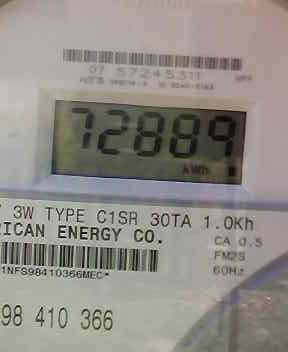 07 57245311
72889
kWh
3W TYPE C1SR 30TA 1.0Kh
RICAN ENERGY CO.
CA 0.5
FM2S
60Hz
1NFS98410366MEC*
98 410 366